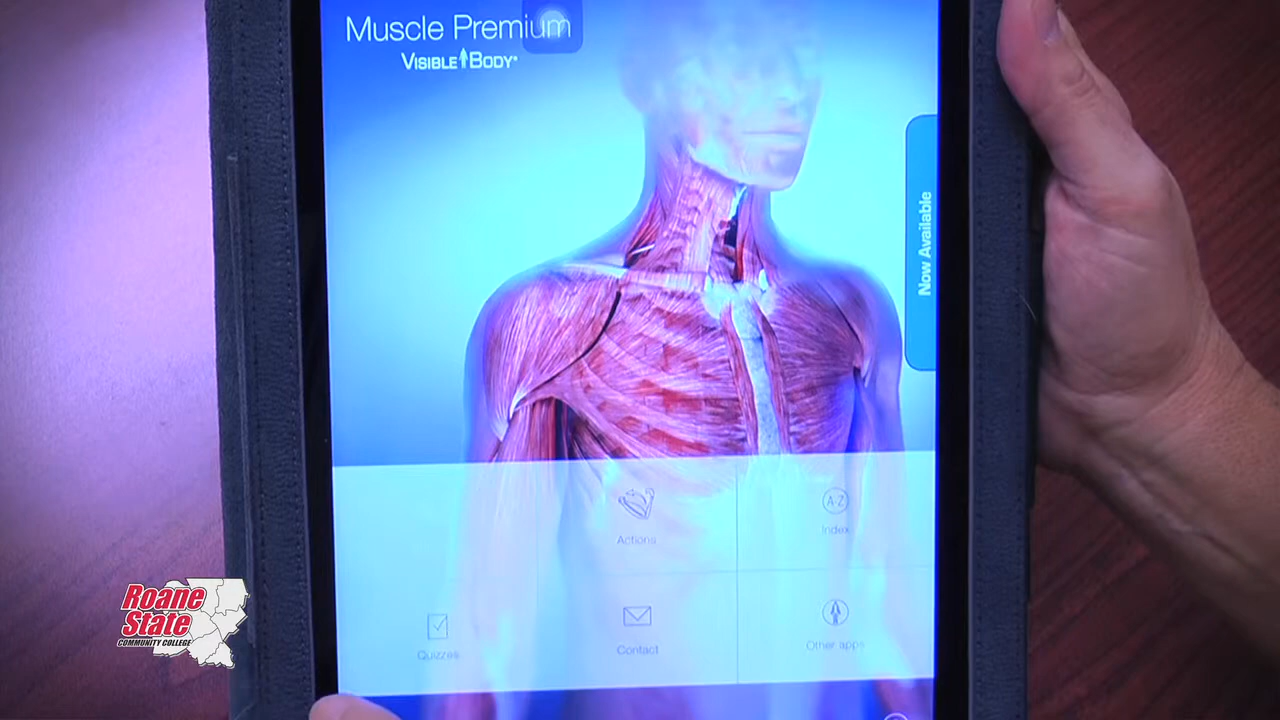 Muscle Premium
VISIBLE BODY®
Now Available
Actions
A-Z
Index
Quizzes
Contact
Other apps
Roane
State
COMMUNITY COLLEGE